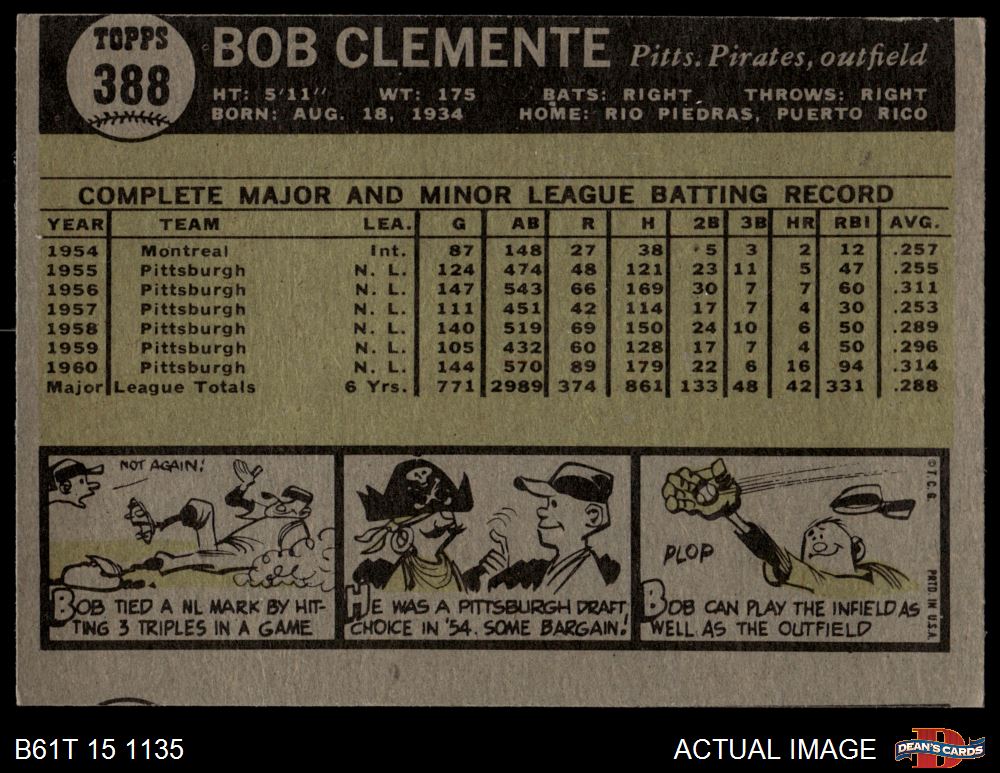 TOPPS
388
BOB CLEMENTE Pitts. Pirates, outfield
HT: 5'11" WT: 175 BATS: RIGHT THROWS: RIGHT
BORN: AUG. 18, 1934 HOME: RIO PIEDRAS, PUERTO RICO
COMPLETE MAJOR AND MINOR LEAGUE BATTING RECORD
YEAR TEAM LEA. G AB R H 2B 3B HR RBI AVG.
1954 Montreal Int. 87 148 27 38 5 3 2 12 .257
1955 Pittsburgh N. L. 124 474 48 121 23 11 5 47 .255
1956 Pittsburgh N. L. 147 543 66 169 30 7 7 60 .311
1957 Pittsburgh N. L. 111 451 42 114 17 7 4 30 .253
1958 Pittsburgh N. L. 140 519 69 150 24 10 6 50 .289
1959 Pittsburgh N. L. 105 432 60 128 17 7 4 50 .296
1960 Pittsburgh N. L. 144 570 89 179 22 6 16 94 .314
Major League Totals 6 Yrs. 771 2989 374 861 133 48 42 331 .288
NOT AGAIN!
BOB TIED A NL MARK BY HIT-
TING 3 TRIPLES IN A GAME
HE WAS A PITTSBURGH DRAFT
CHOICE IN '54. SOME BARGAIN!
PLOP
BOB CAN PLAY THE INFIELD AS
WELL AS THE OUTFIELD
© T.C.G.
PRTD IN U.S.A.
B61T 15 1135
ACTUAL IMAGE
D
DEAN'S CARDS